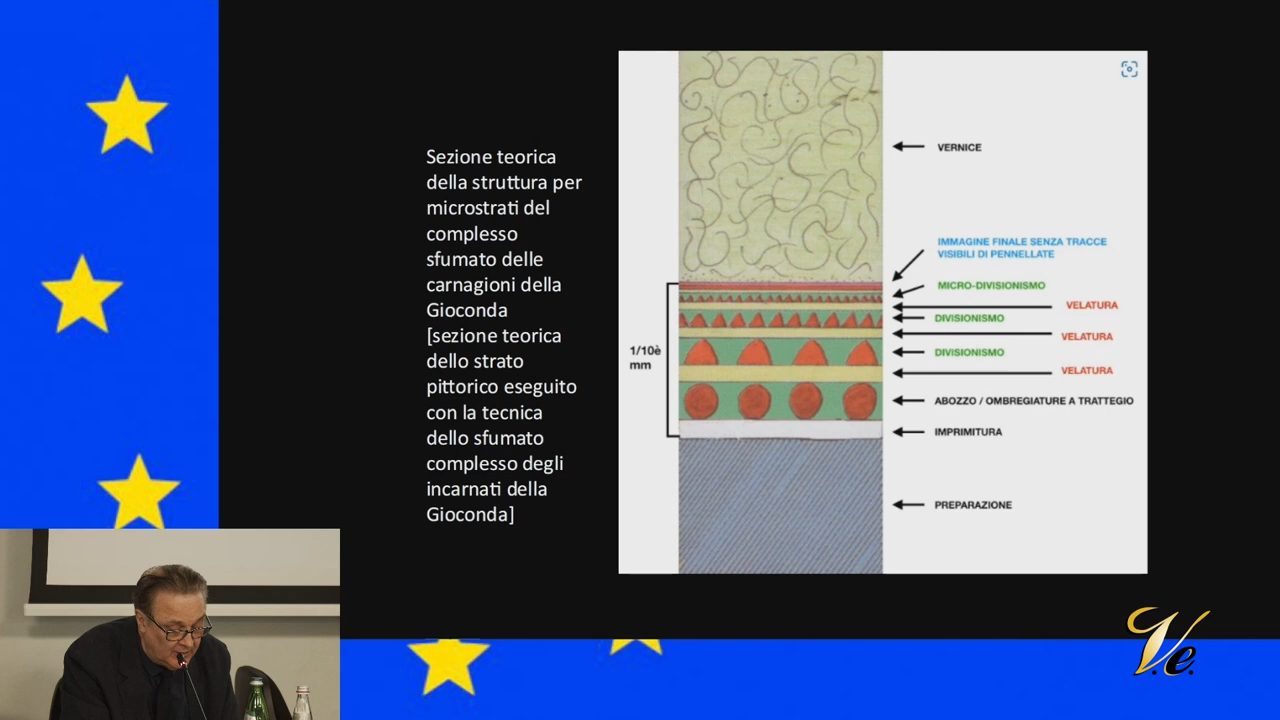 Sezione teorica
della struttura per
microstrati del
complesso
sfumato delle
carnagioni della
Gioconda
[sezione teorica
dello strato
pittorico eseguito
con la tecnica
dello sfumato
complesso degli
incarnati della
Gioconda]
1/10è
mm
VERNICE
IMMAGINE FINALE SENZA TRACCE
VISIBILI DI PENNELLATE
MICRO-DIVISIONISMO
VELATURA
DIVISIONISMO
VELATURA
DIVISIONISMO
VELATURA
ABOZZO / OMBREGIATURE A TRATTEGIO
IMPRIMITURA
PREPARAZIONE
V.e.